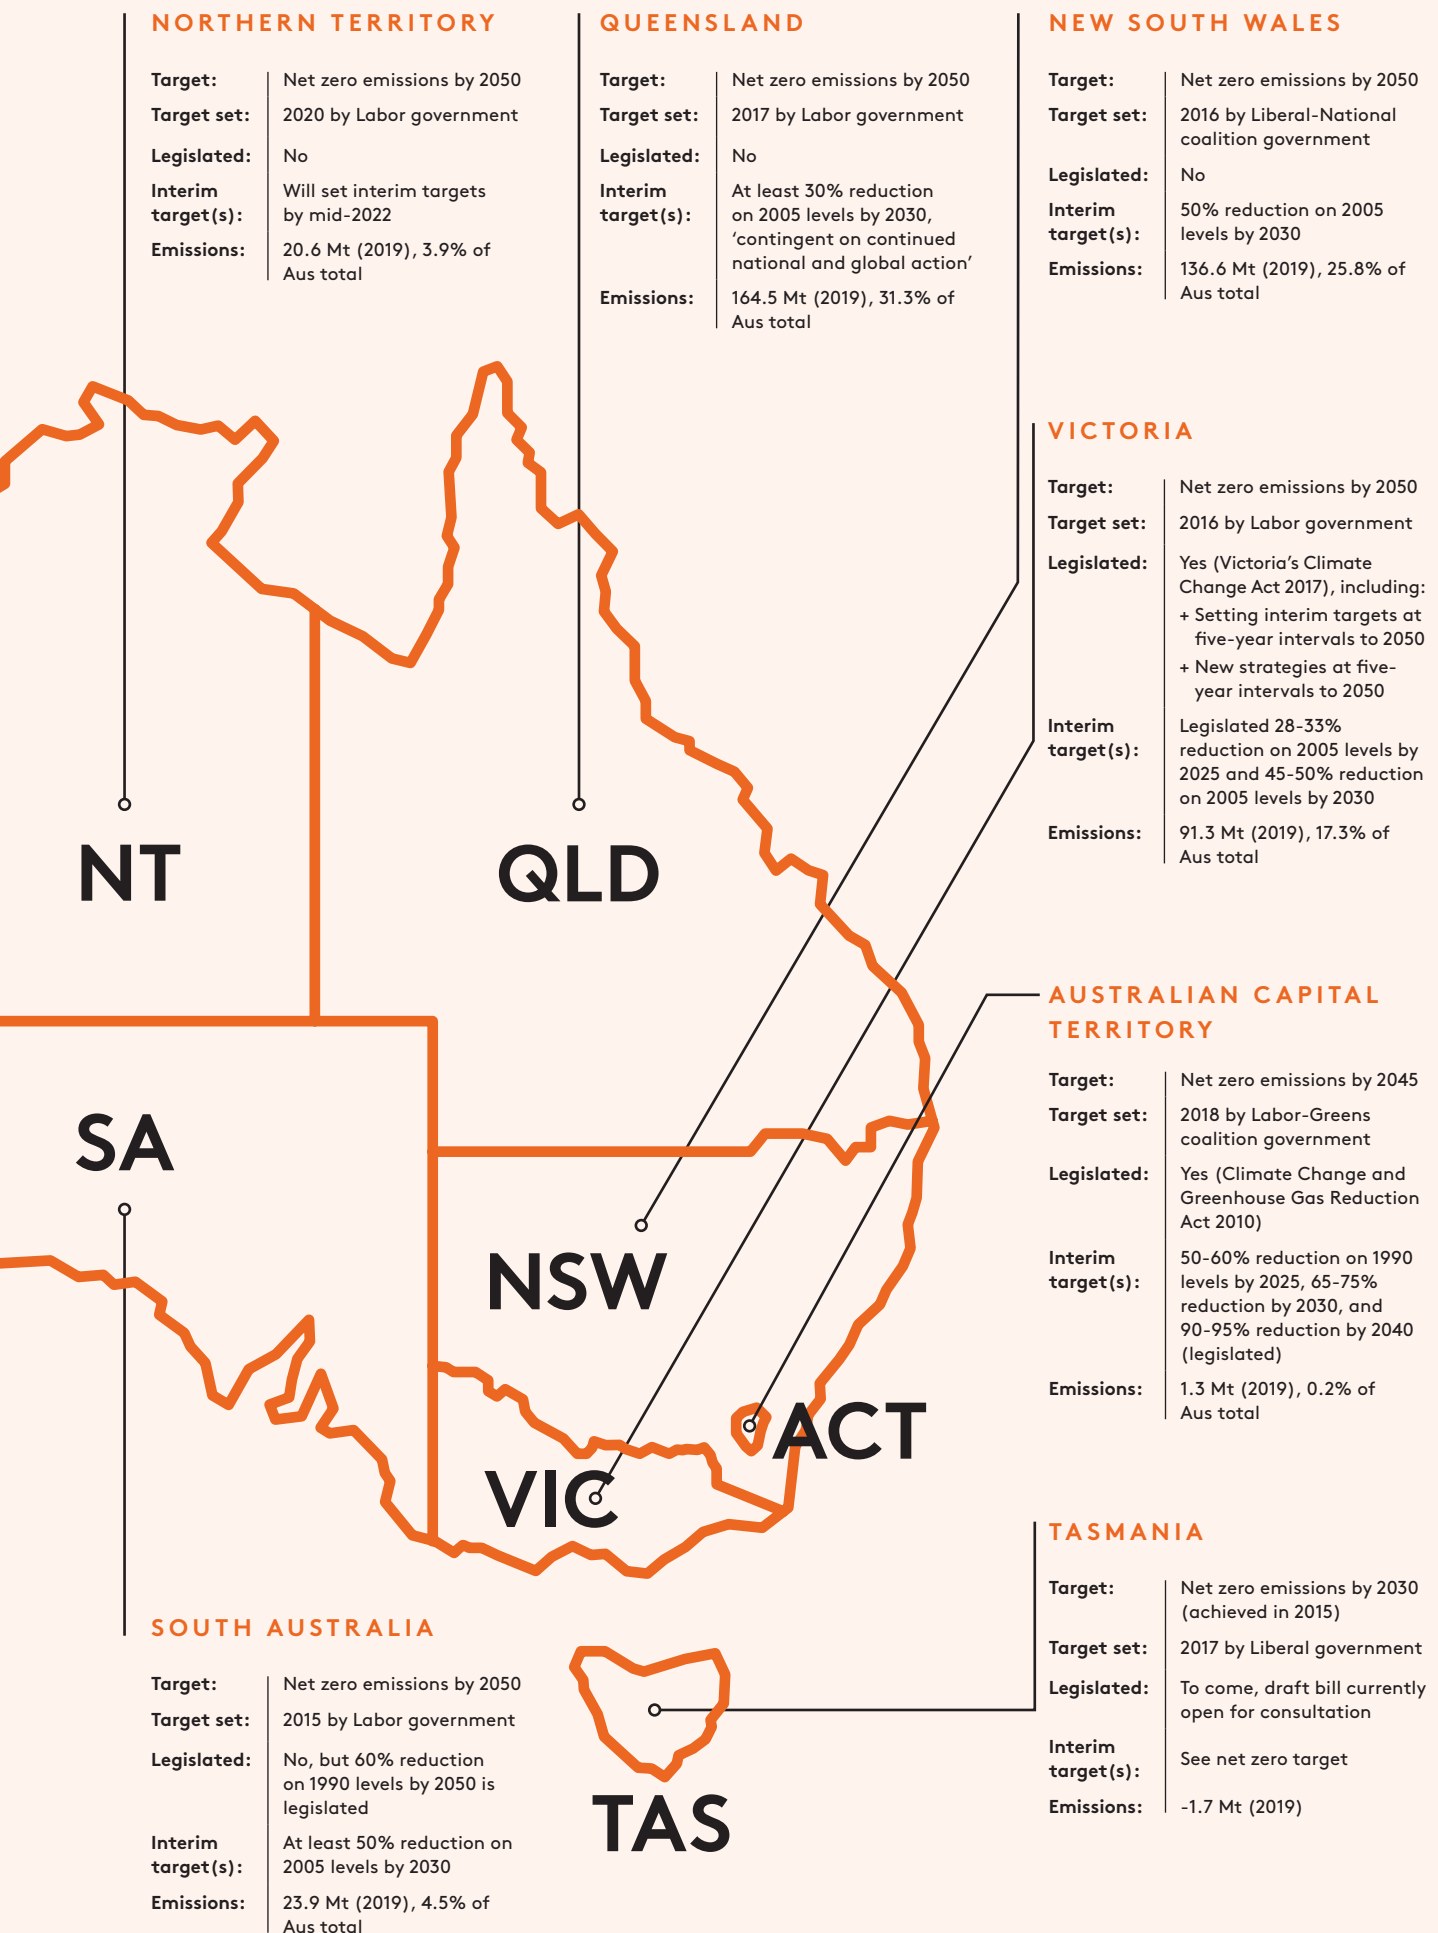 NORTHERN TERRITORY
Target: Net zero emissions by 2050
Target set: 2020 by Labor government
Legislated: No
Interim Will set interim targets
target(s): by mid-2022
Emissions: 20.6 Mt (2019), 3.9% of
Aus total
QUEENSLAND
Target: Net zero emissions by 2050
Target set: 2017 by Labor government
Legislated: No
Interim At least 30% reduction
target(s): on 2005 levels by 2030,
‘contingent on continued
national and global action’
Emissions: 164.5 Mt (2019), 31.3% of
Aus total
NEW SOUTH WALES
Target: Net zero emissions by 2050
Target set: 2016 by Liberal-National
coalition government
Legislated: No
Interim 50% reduction on 2005
target(s): levels by 2030
Emissions: 136.6 Mt (2019), 25.8% of
Aus total
VICTORIA
Target: Net zero emissions by 2050
Target set: 2016 by Labor government
Legislated: Yes (Victoria’s Climate
Change Act 2017), including:
+ Setting interim targets at
five-year intervals to 2050
+ New strategies at five-
year intervals to 2050
Interim Legislated 28-33%
target(s): reduction on 2005 levels by
2025 and 45-50% reduction
on 2005 levels by 2030
Emissions: 91.3 Mt (2019), 17.3% of
Aus total
NT
QLD
SA
NSW
VIC
ACT
TAS
AUSTRALIAN CAPITAL
TERRITORY
Target: Net zero emissions by 2045
Target set: 2018 by Labor-Greens
coalition government
Legislated: Yes (Climate Change and
Greenhouse Gas Reduction
Act 2010)
Interim 50-60% reduction on 1990
target(s): levels by 2025, 65-75%
reduction by 2030, and
90-95% reduction by 2040
(legislated)
Emissions: 1.3 Mt (2019), 0.2% of
Aus total
TASMANIA
Target: Net zero emissions by 2030
(achieved in 2015)
Target set: 2017 by Liberal government
Legislated: To come, draft bill currently
open for consultation
Interim
target(s): See net zero target
Emissions: -1.7 Mt (2019)
SOUTH AUSTRALIA
Target: Net zero emissions by 2050
Target set: 2015 by Labor government
Legislated: No, but 60% reduction
on 1990 levels by 2050 is
legislated
Interim At least 50% reduction on
target(s): 2005 levels by 2030
Emissions: 23.9 Mt (2019), 4.5% of
Aus total